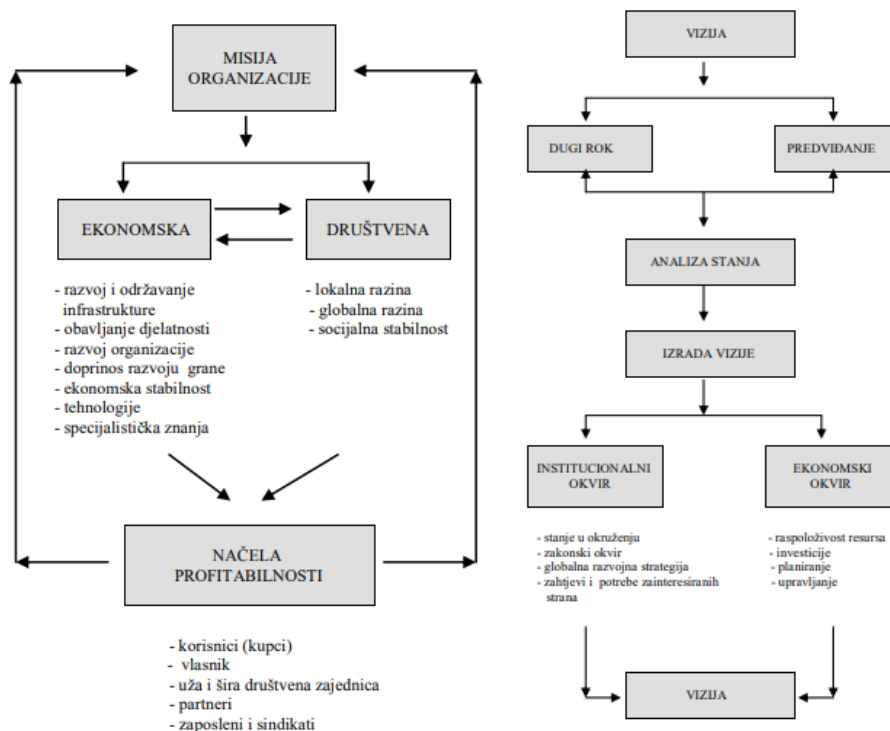 MISIJA
ORGANIZACIJE
EKONOMSKA
DRUŠTVENA
- razvoj i održavanje
infrastrukture
- obavljanje djelatnosti
- razvoj organizacije
- doprinos razvoju grane
- ekonomska stabilnost
- tehnologije
- specijalistička znanja
- lokalna razina
- globalna razina
- socijalna stabilnost
NAČELA
PROFITABILNOSTI
- korisnici (kupci)
- vlasnik
- uža i šira društvena zajednica
- partneri
- zaposleni i sindikati
VIZIJA
DUGI ROK
PREDVIĐANJE
ANALIZA STANJA
IZRADA VIZIJE
INSTITUCIONALNI
OKVIR
EKONOMSKI
OKVIR
- stanje u okruženju
- zakonski okvir
- globalna razvojna strategija
- zahtjevi i potrebe zainteresiranih
strana
- raspoloživost resursa
- investicije
- planiranje
- upravljanje
VIZIJA